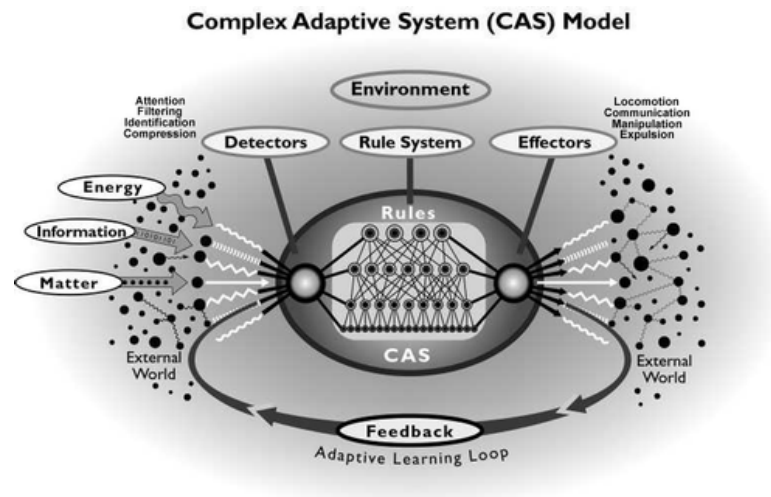 Complex Adaptive System (CAS) Model
Environment
Attention
Filtering
Identification
Compression
Locomotion
Communication
Manipulation
Expulsion
Detectors
Rule System
Effectors
Energy
Information
Matter
Rules
CAS
External
World
External
World
Feedback
Adaptive Learning Loop